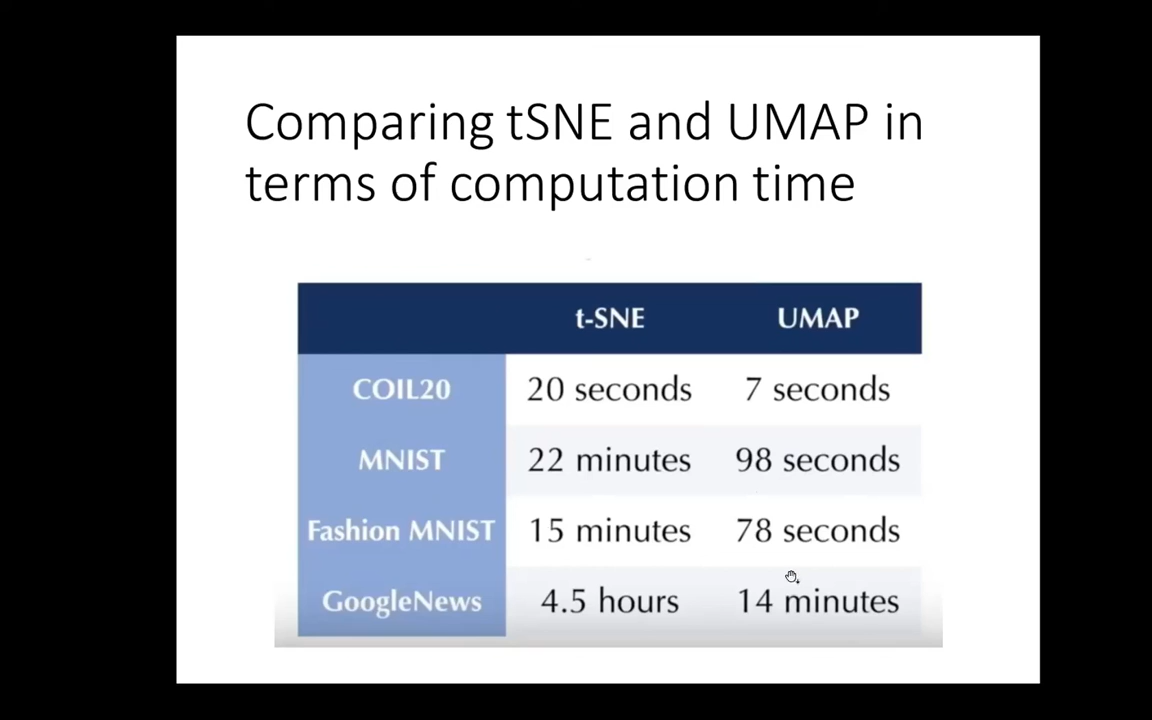 Comparing tSNE and UMAP in
terms of computation time
t-SNE UMAP
COIL20 20 seconds 7 seconds
MNIST 22 minutes 98 seconds
Fashion MNIST 15 minutes 78 seconds
GoogleNews 4.5 hours 14 minutes